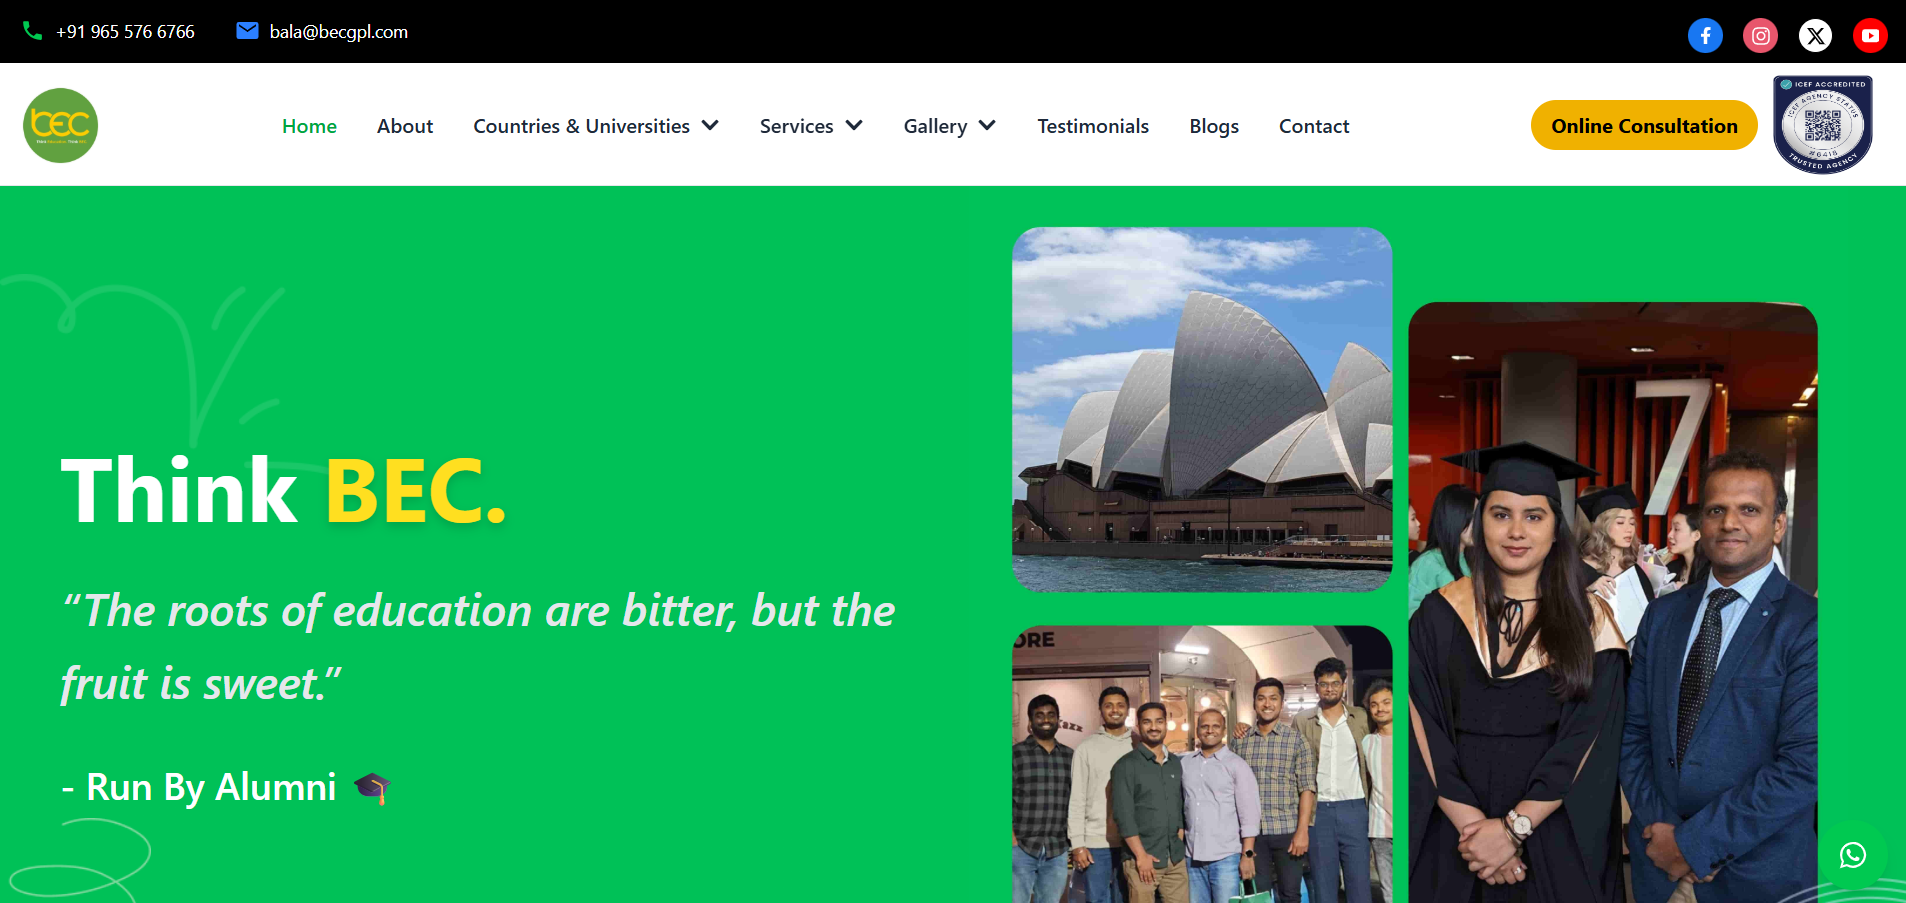 +91 965 576 6766
bala@becgpl.com
bec
Home
About
Countries & Universities
Services
Gallery
Testimonials
Blogs
Contact
Online Consultation
ICEF ACCREDITED
ICEF AGENCY STATUS
#6418
TRUSTED AGENCY
Think BEC.
“The roots of education are bitter, but the
fruit is sweet.”
- Run By Alumni
7
ORE